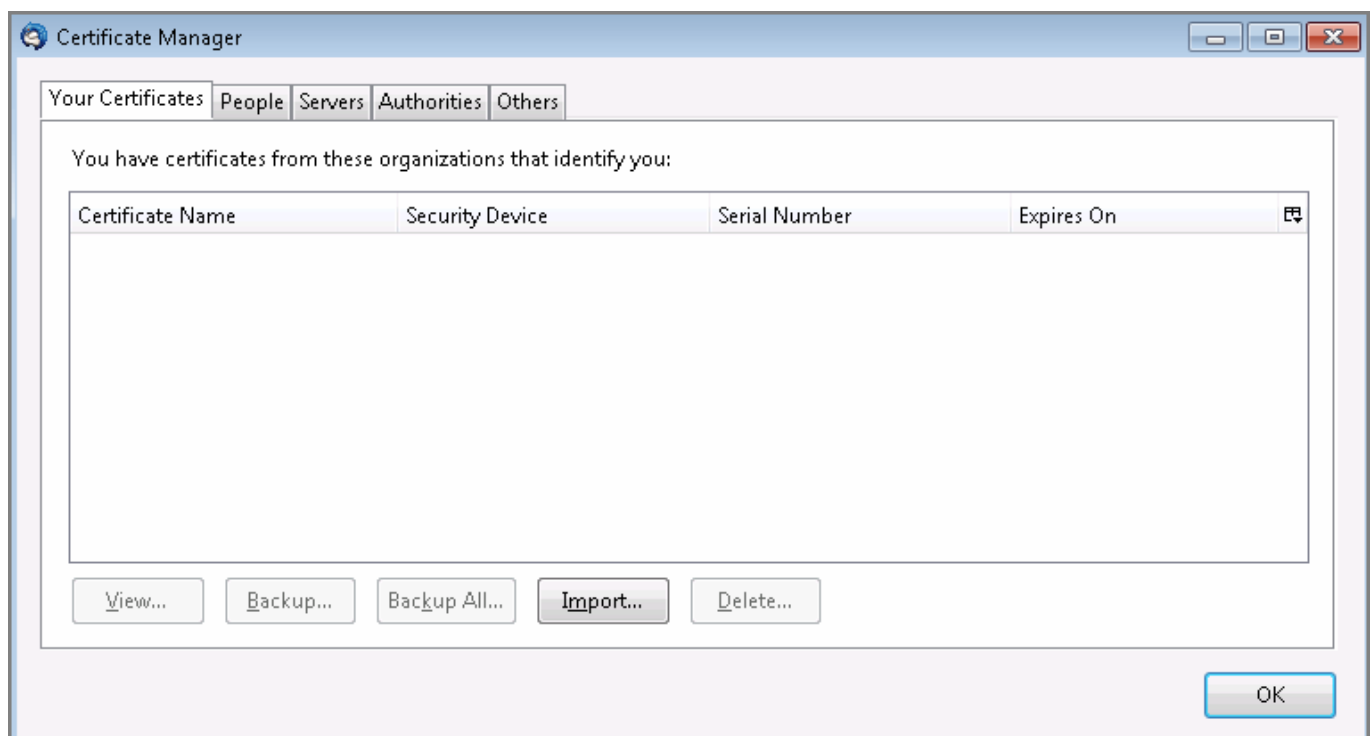 Certificate Manager
Your Certificates People Servers Authorities Others
You have certificates from these organizations that identify you:
Certificate Name Security Device Serial Number Expires On
View... Backup... Backup All... Import... Delete...
OK